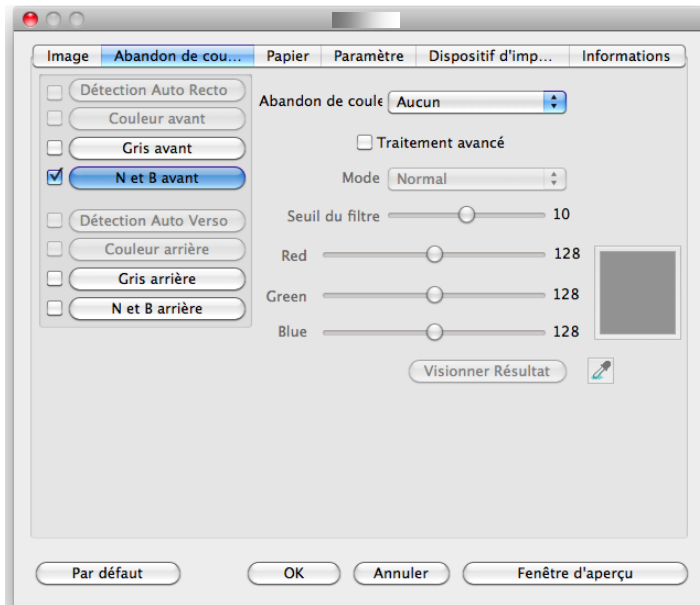 Image Abandon de cou... Papier Paramètre Dispositif d'imp... Informations
Détection Auto Recto
Couleur avant
Gris avant
N et B avant
Détection Auto Verso
Couleur arrière
Gris arrière
N et B arrière
Abandon de coule Aucun
Traitement avancé
Mode Normal
Seuil du filtre 10
Red 128
Green 128
Blue 128
Visionner Résultat
Par défaut OK Annuler Fenêtre d'aperçu